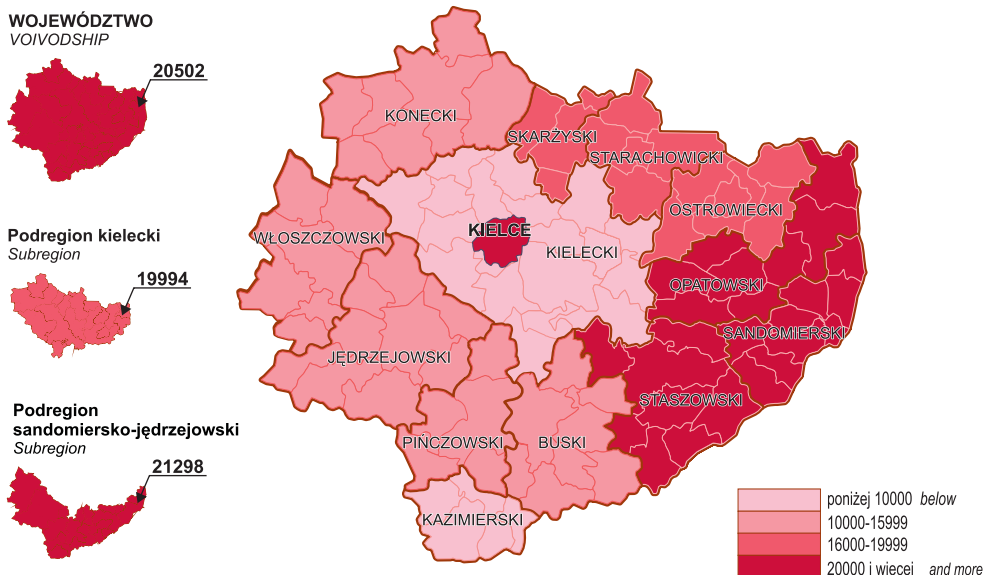 WOJEWÓDZTWO
VOIVODSHIP
20502
Podregion kielecki
Subregion
19994
Podregion
sandomiersko-jędrzejowski
Subregion
21298
KONECKI
SKARŻYSKI
STARACHOWICKI
OSTROWIECKI
KIELCE
WŁOSZCZOWSKI
KIELECKI
OPATOWSKI
SANDOMIERSKI
JĘDRZEJOWSKI
STASZOWSKI
PIŃCZOWSKI
BUSKI
KAZIMIERSKI
poniżej 10000 below
10000-15999
16000-19999
20000 i wiecej and more